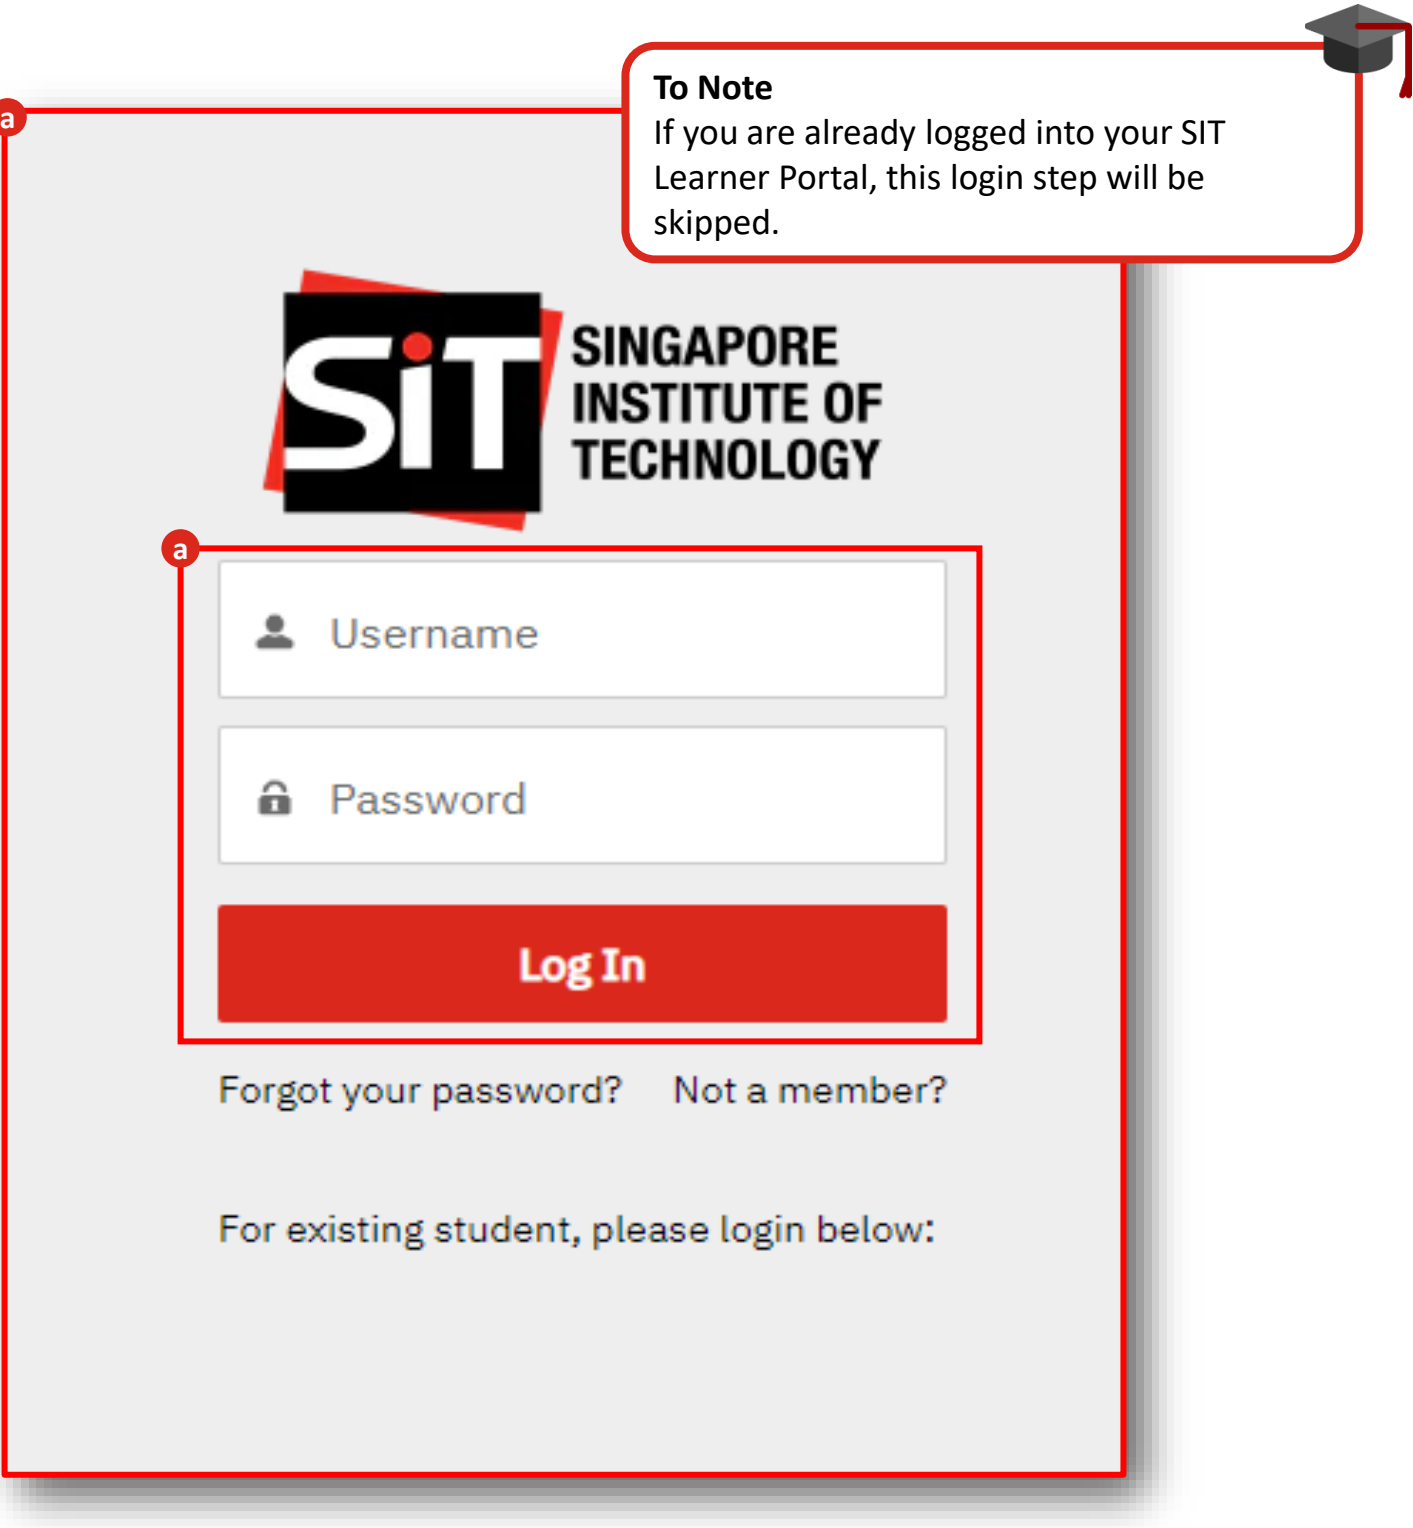 To Note
If you are already logged into your SIT
Learner Portal, this login step will be
skipped.
a
SiT
SINGAPORE
INSTITUTE OF
TECHNOLOGY
a
Username
Password
Log In
Forgot your password? Not a member?
For existing student, please login below: